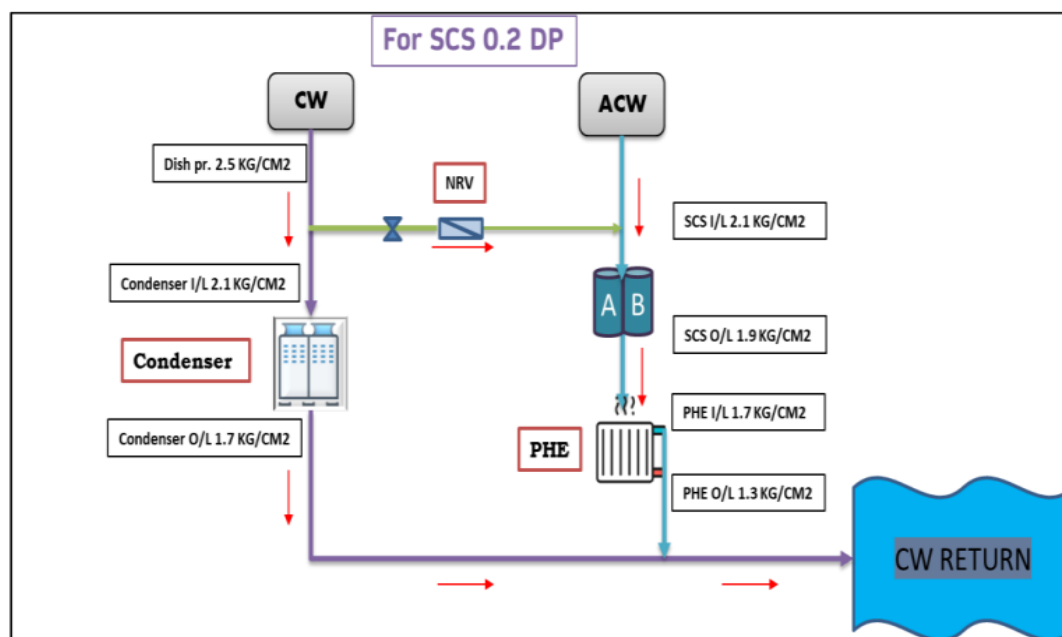 For SCS 0.2 DP
CW
ACW
Dish pr. 2.5 KG/CM2
NRV
SCS I/L 2.1 KG/CM2
Condenser I/L 2.1 KG/CM2
A B
Condenser
SCS O/L 1.9 KG/CM2
Condenser O/L 1.7 KG/CM2
PHE I/L 1.7 KG/CM2
PHE
PHE O/L 1.3 KG/CM2
CW RETURN